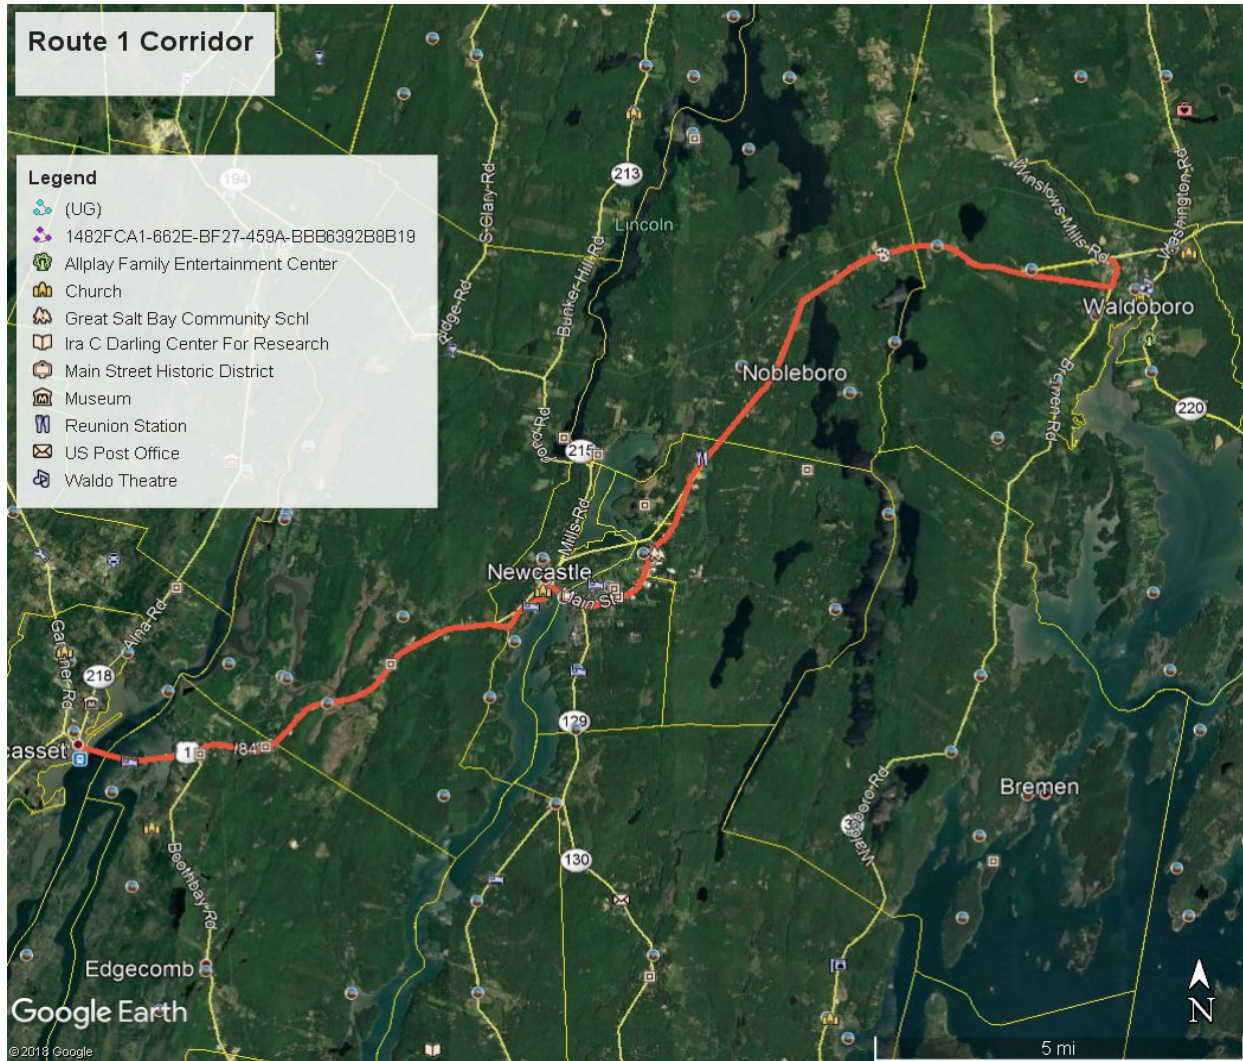 Route 1 Corridor
Legend
(UG)
1482FCA1-662E-BF27-459A-BBB6392B8B19
Allplay Family Entertainment Center
Church
Great Salt Bay Community Schl
Ira C Darling Center For Research
Main Street Historic District
Museum
Reunion Station
US Post Office
Waldo Theatre
194
213
Lincoln
S Clary Rd
Bunker Hill Rd
Ridge Rd
Winslows Mills Rd
Washington Rd
Waldoboro
Nobleboro
Bremen Rd
220
215
Mills Rd
Newcastle
Main St
Alna Rd
Gardiner Rd
218
casset
1
/84
129
Bremen
Waldoboro Rd
130
Boothbay Rd
Edgecomb
Google Earth
© 2018 Google
N
5 mi